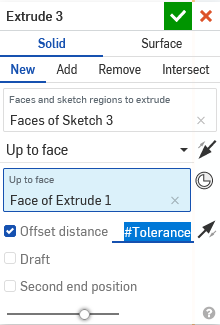 Extrude 3
Solid Surface
New Add Remove Intersect
Faces and sketch regions to extrude
Faces of Sketch 3
Up to face
Up to face
Face of Extrude 1
Offset distance #Tolerance
Draft
Second end position